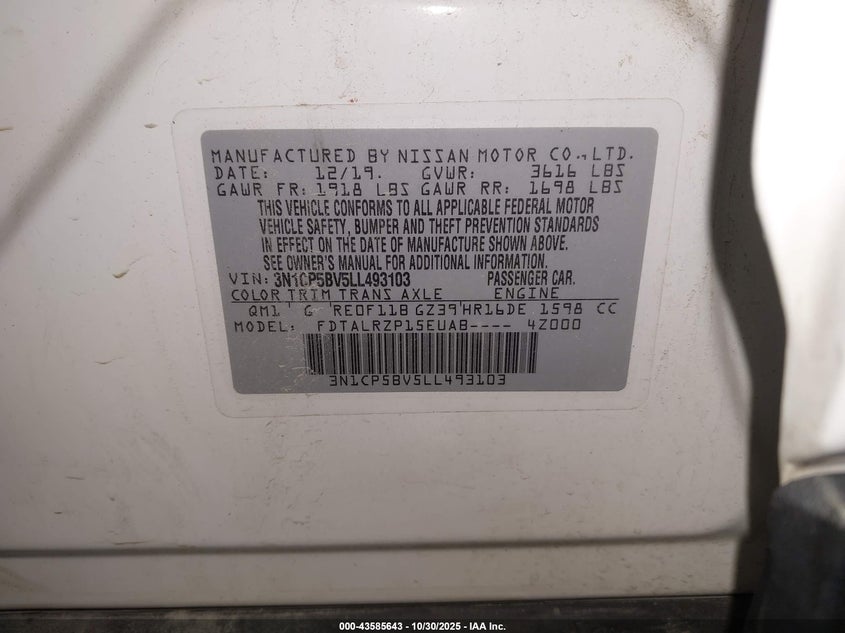 MANUFACTURED BY NISSAN MOTOR CO., LTD.
DATE: 12/19. GVWR: 3616 LBS
GAWR FR: 1918 LBS GAWR RR: 1698 LBS
THIS VEHICLE CONFORMS TO ALL APPLICABLE FEDERAL MOTOR
VEHICLE SAFETY, BUMPER AND THEFT PREVENTION STANDARDS
IN EFFECT ON THE DATE OF MANUFACTURE SHOWN ABOVE.
SEE OWNER'S MANUAL FOR ADDITIONAL INFORMATION.
VIN: 3N1CP5BV5LL493103 PASSENGER CAR.
COLOR TRIM TRANS AXLE ENGINE
QM1 G RE0F11B GZ39 HR16DE 1598 CC
MODEL: FDTALRZP15EUAB---- 4Z000
3N1CP5BV5LL493103
000-43585643 / 10/30/2025 - IAA Inc.